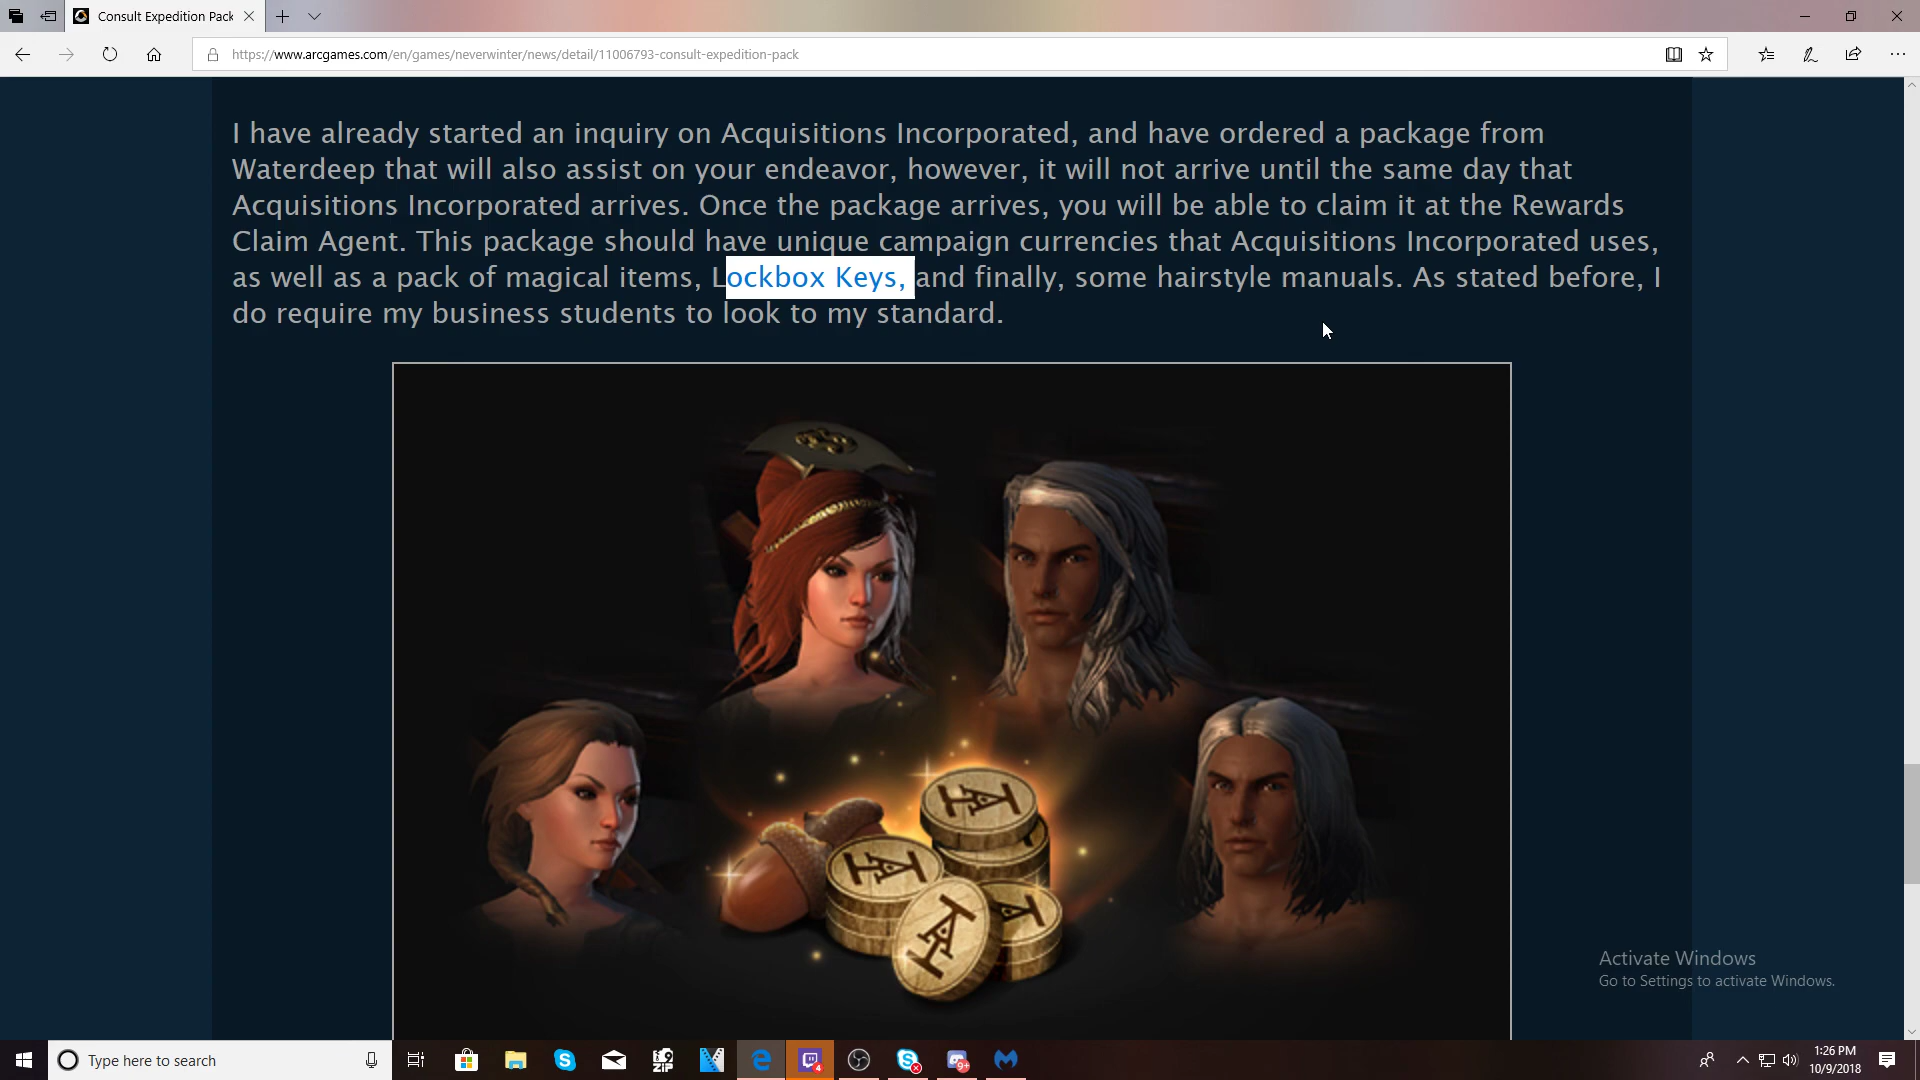 Consult Expedition Pack
https://www.arcgames.com/en/games/neverwinter/news/detail/11006793-consult-expedition-pack
I have already started an inquiry on Acquisitions Incorporated, and have ordered a package from
Waterdeep that will also assist on your endeavor, however, it will not arrive until the same day that
Acquisitions Incorporated arrives. Once the package arrives, you will be able to claim it at the Rewards
Claim Agent. This package should have unique campaign currencies that Acquisitions Incorporated uses,
as well as a pack of magical items, Lockbox Keys, and finally, some hairstyle manuals. As stated before, I
do require my business students to look to my standard.
Activate Windows
Go to Settings to activate Windows.
Type here to search
ZIP
4
9+
1:26 PM
10/9/2018